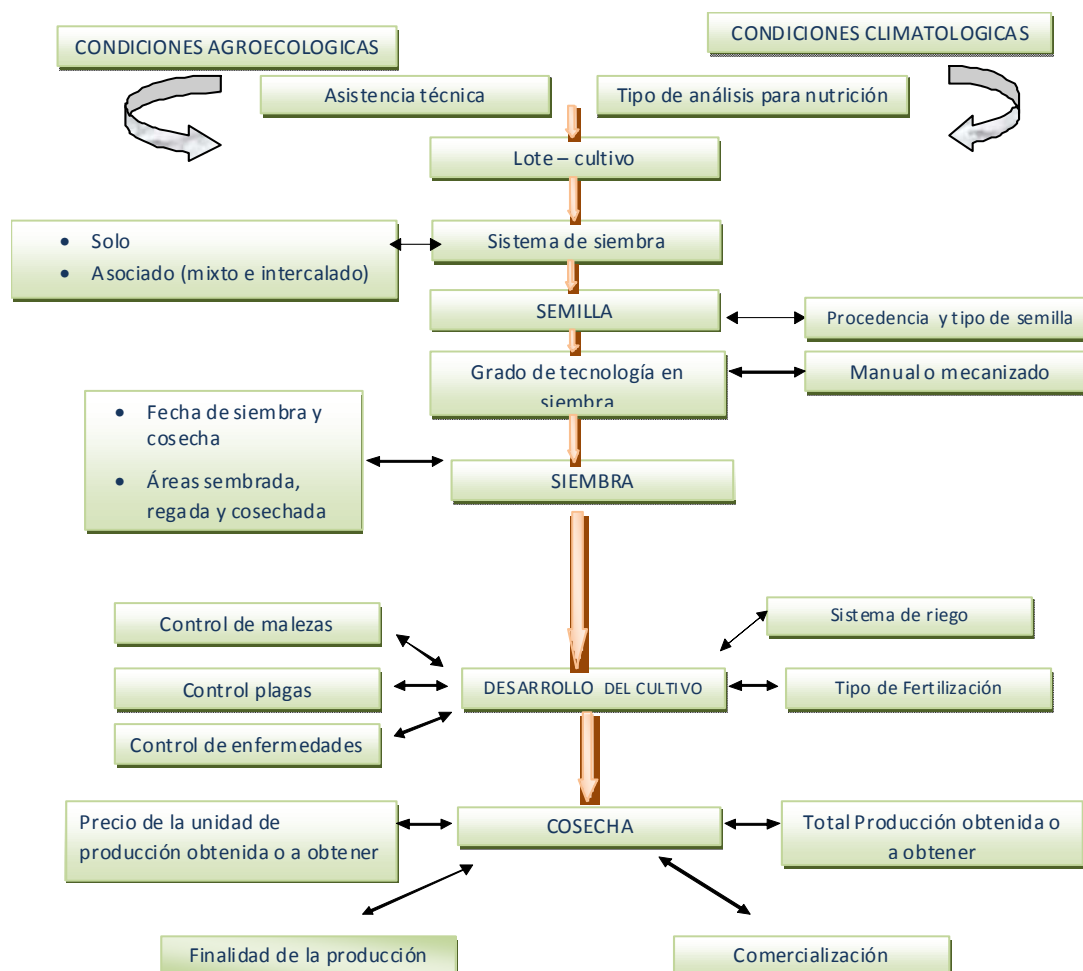 CONDICIONES AGROECOLOGICAS
CONDICIONES CLIMATOLOGICAS
Asistencia técnica
Tipo de análisis para nutrición
Lote – cultivo
• Solo
• Asociado (mixto e intercalado)
Sistema de siembra
SEMILLA
Procedencia y tipo de semilla
Grado de tecnología en
siembra
Manual o mecanizado
• Fecha de siembra y
cosecha
• Áreas sembrada,
regada y cosechada
SIEMBRA
Control de malezas
Sistema de riego
Control plagas
DESARROLLO DEL CULTIVO
Tipo de Fertilización
Control de enfermedades
Precio de la unidad de
producción obtenida o a obtener
COSECHA
Total Producción obtenida o
a obtener
Finalidad de la producción
Comercialización